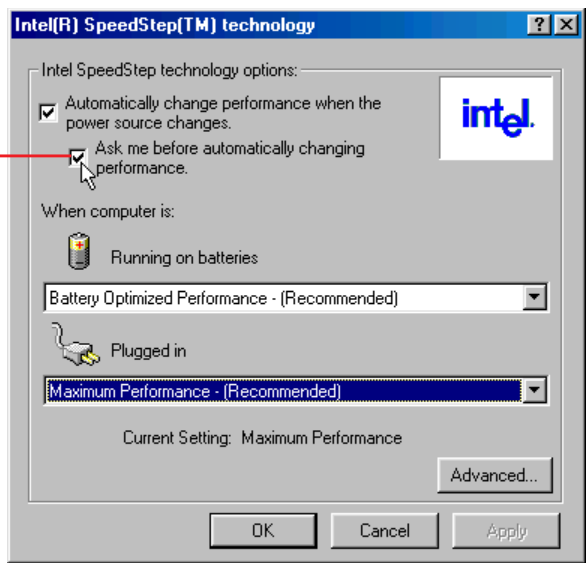 Intel(R) SpeedStep(TM) technology
Intel SpeedStep technology options:
intel.
Automatically change performance when the
power source changes.
Ask me before automatically changing
performance.
When computer is:
Running on batteries
Battery Optimized Performance - (Recommended)
Plugged in
Maximum Performance - (Recommended)
Current Setting: Maximum Performance
Advanced...
OK Cancel Apply